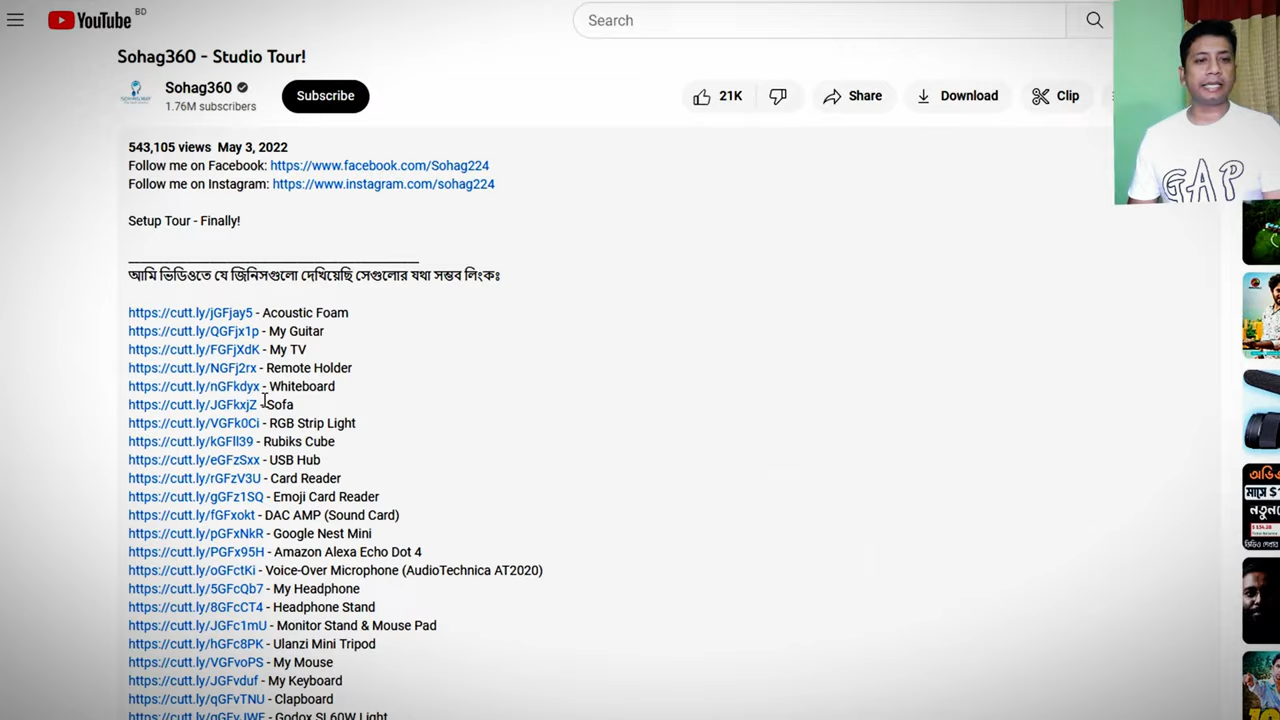 YouTube BD
Search
Sohag360 - Studio Tour!
Sohag360
1.76M subscribers
Subscribe
21K
Share
Download
Clip
GAP
543,105 views May 3, 2022
Follow me on Facebook: https://www.facebook.com/Sohag224
Follow me on Instagram: https://www.instagram.com/sohag224
Setup Tour - Finally!
আমি ভিডিওতে যে জিনিসগুলো দেখিয়েছি সেগুলোর যথা সম্ভব লিংকঃ
https://cutt.ly/jGFjay5 - Acoustic Foam
https://cutt.ly/QGFjx1p - My Guitar
https://cutt.ly/FGFjXdK - My TV
https://cutt.ly/NGFj2rx - Remote Holder
https://cutt.ly/nGFkdyx - Whiteboard
https://cutt.ly/JGFkxjZ - Sofa
https://cutt.ly/VGFk0Ci - RGB Strip Light
https://cutt.ly/kGFll39 - Rubiks Cube
https://cutt.ly/eGFzSxx - USB Hub
https://cutt.ly/rGFzV3U - Card Reader
https://cutt.ly/gGFz1SQ - Emoji Card Reader
https://cutt.ly/fGFxokt - DAC AMP (Sound Card)
https://cutt.ly/pGFxNkR - Google Nest Mini
https://cutt.ly/PGFx95H - Amazon Alexa Echo Dot 4
https://cutt.ly/oGFctKi - Voice-Over Microphone (AudioTechnica AT2020)
https://cutt.ly/5GFcQb7 - My Headphone
https://cutt.ly/8GFcCT4 - Headphone Stand
https://cutt.ly/JGFc1mU - Monitor Stand & Mouse Pad
https://cutt.ly/hGFc8PK - Ulanzi Mini Tripod
https://cutt.ly/VGFvoPS - My Mouse
https://cutt.ly/JGFvduf - My Keyboard
https://cutt.ly/qGFvTNU - Clapboard
Godox SL60W Light
মাসে $